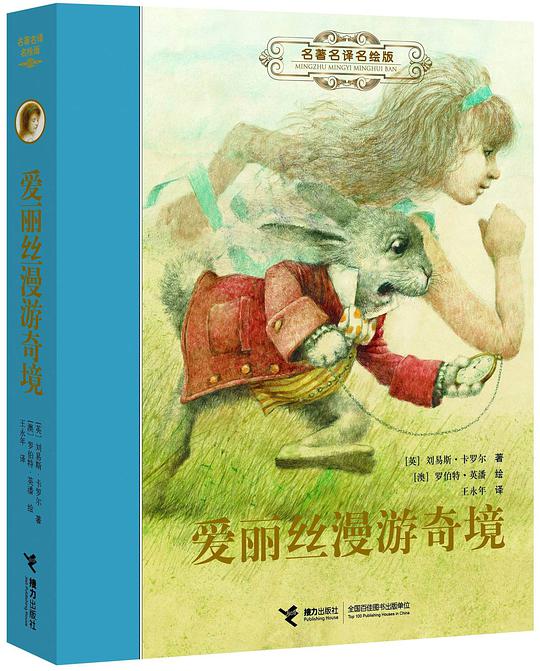 名著名译
名绘版
爱丽丝漫游奇境
[英] 刘易斯·卡罗尔 著
[澳] 罗伯特·英潘 绘
王永年 译
接力出版社
Publishing House
名著名译名绘版
MINGZHU MINGYI MINGHUI BAN
[英] 刘易斯·卡罗尔 著
[澳] 罗伯特·英潘 绘
王永年 译
爱丽丝漫游奇境
接力出版社
Publishing House
全国百佳图书出版单位
Top 100 Publishing Houses in China